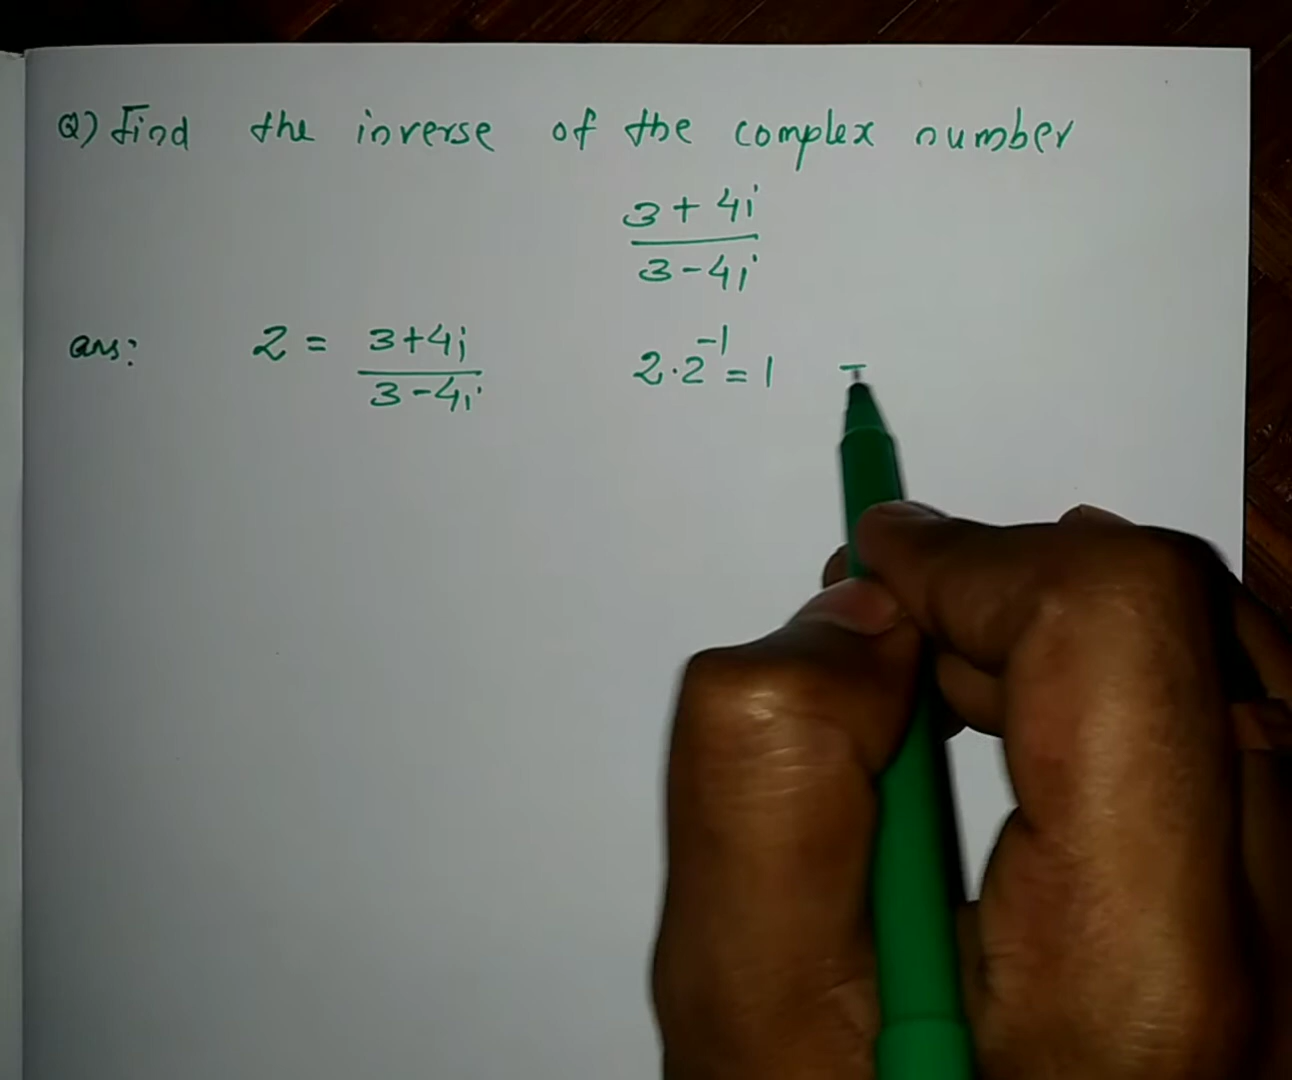 Q) Find the inverse of the complex number
3 + 4i
3 - 4i
ans: z = 3+4i / 3-4i z.z⁻¹ = 1